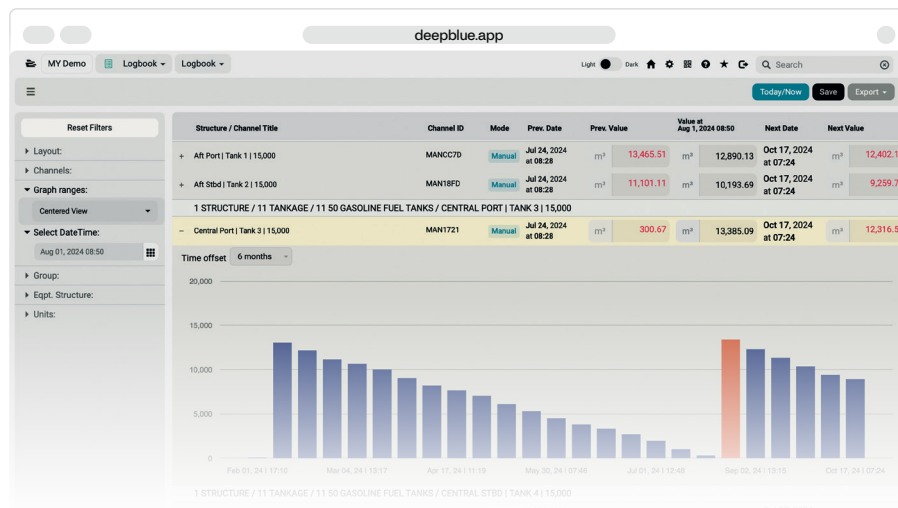 deepblue.app
MY Demo Logbook Logbook Light Dark Search
Today/Now Save Export
Reset Filters
Layout:
Channels:
Graph ranges:
Centered View
Select DateTime:
Aug 01, 2024 08:50
Group:
Eqpt. Structure:
Units:
Structure / Channel Title Channel ID Mode Prev. Date Prev. Value Value at Aug 1, 2024 08:50 Next Date Next Value
+ Aft Port | Tank 1 | 15,000 MANCC7D Manual Jul 24, 2024 at 08:28 m³ 13,465.51 m³ 12,890.13 Oct 17, 2024 at 07:24 m³ 12,402.1
+ Aft Stbd | Tank 2 | 15,000 MAN18FD Manual Jul 24, 2024 at 08:28 m³ 11,101.11 m³ 10,193.69 Oct 17, 2024 at 07:24 m³ 9,259.7
1 STRUCTURE / 11 TANKAGE / 11 50 GASOLINE FUEL TANKS / CENTRAL PORT | TANK 3 | 15,000
− Central Port | Tank 3 | 15,000 MAN1721 Manual Jul 24, 2024 at 08:28 m³ 300.67 m³ 13,385.09 Oct 17, 2024 at 07:24 m³ 12,316.5
Time offset 6 months
20,000
15,000
10,000
5,000
0
Feb 01, 24 | 17:10 Mar 04, 24 | 13:17 Apr 17, 24 | 11:19 May 30, 24 | 07:46 Jul 01, 24 | 12:48 Sep 02, 24 | 13:16 Oct 17, 24 | 07:24
1 STRUCTURE / 11 TANKAGE / 11 50 GASOLINE FUEL TANKS / CENTRAL STBD | TANK 4 | 15,000